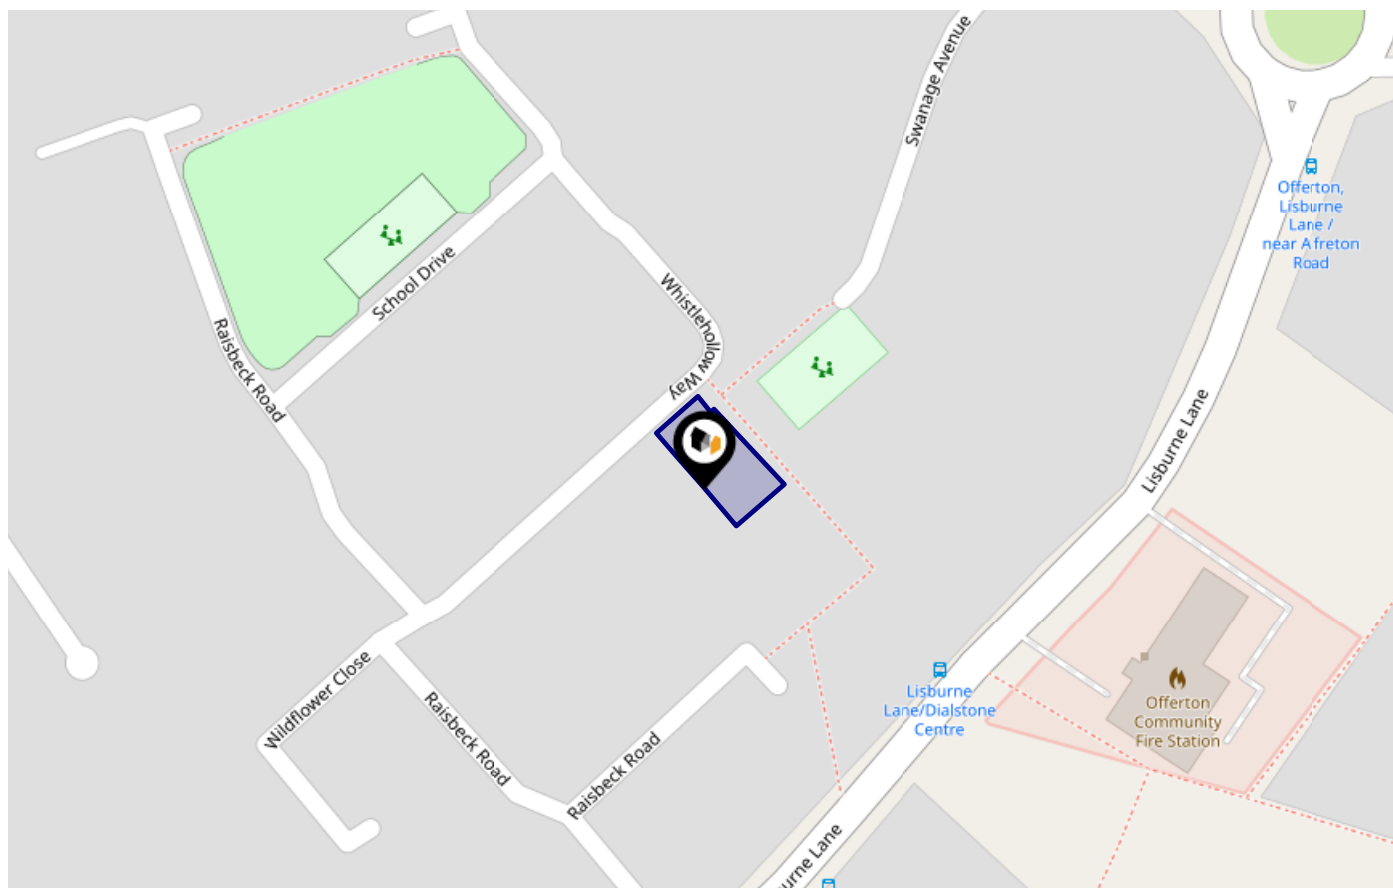 Swanage Avenue
Offerton,
Lisburne
Lane /
near Afreton
Road
School Drive
Whistlehollow Way
Raisbeck Road
Lisburne Lane
Wildflower Close
Raisbeck Road
Lisburne
Lane/Dialstone
Centre
Offerton
Community
Fire Station
Raisbeck Road
urne Lane